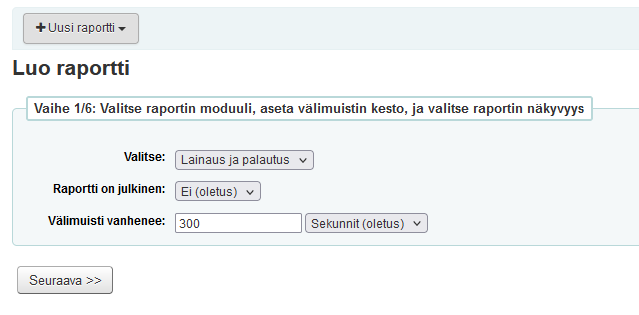 + Uusi raportti
Luo raportti
Vaihe 1/6: Valitse raportin moduuli, aseta välimuistin kesto, ja valitse raportin näkyvyys
Valitse: Lainaus ja palautus
Raportti on julkinen: Ei (oletus)
Välimuisti vanhenee: 300 Sekunnit (oletus)
Seuraava >>